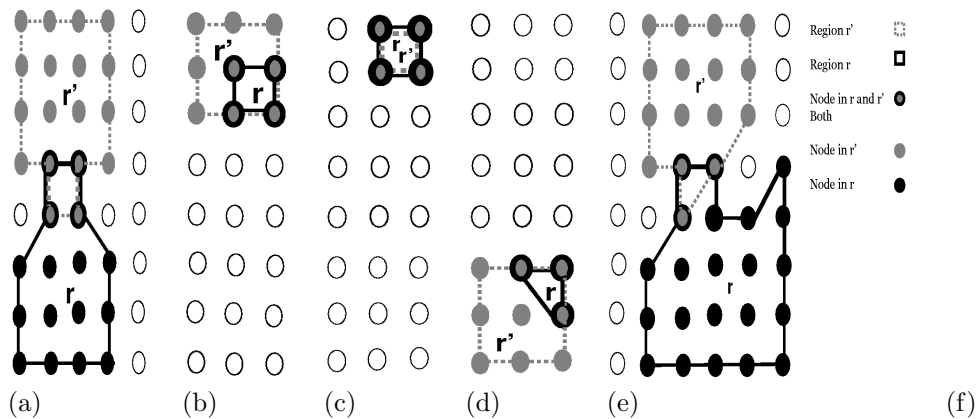 r'
r
r'
r
r
r'
r
r'
r'
r
Region r'
Region r
Node in r and r'
Both
Node in r'
Node in r
(a) (b) (c) (d) (e) (f)